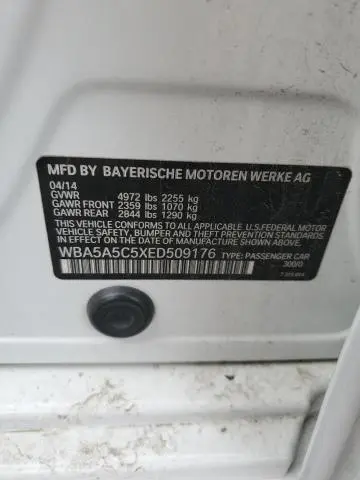 MFD BY BAYERISCHE MOTOREN WERKE AG
04/14
GVWR 4972 lbs 2255 kg
GAWR FRONT 2359 lbs 1070 kg
GAWR REAR 2844 lbs 1290 kg
THIS VEHICLE CONFORMS TO ALL APPLICABLE U.S. FEDERAL MOTOR
VEHICLE SAFETY, BUMPER, AND THEFT PREVENTION STANDARDS
IN EFFECT ON THE DATE OF MANUFACTURE SHOWN ABOVE.
WBA5A5C5XED509176 TYPE: PASSENGER CAR
300/0